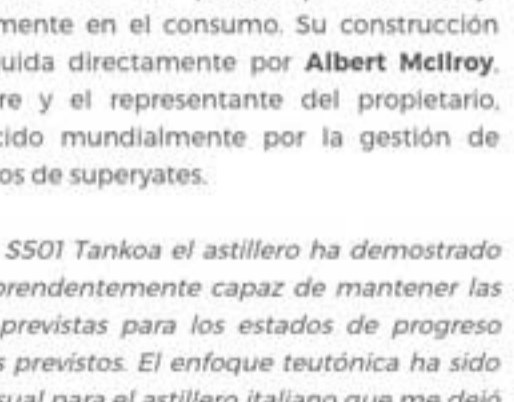 mente en el consumo. Su construcción
uida directamente por Albert McIlroy,
re y el representante del propietario,
cido mundialmente por la gestión de
os de superyates.
S501 Tankoa el astillero ha demostrado
prendentemente capaz de mantener las
previstas para los estados de progreso
s previstos. El enfoque teutónica ha sido
sual para el astillero italiano que me dejó